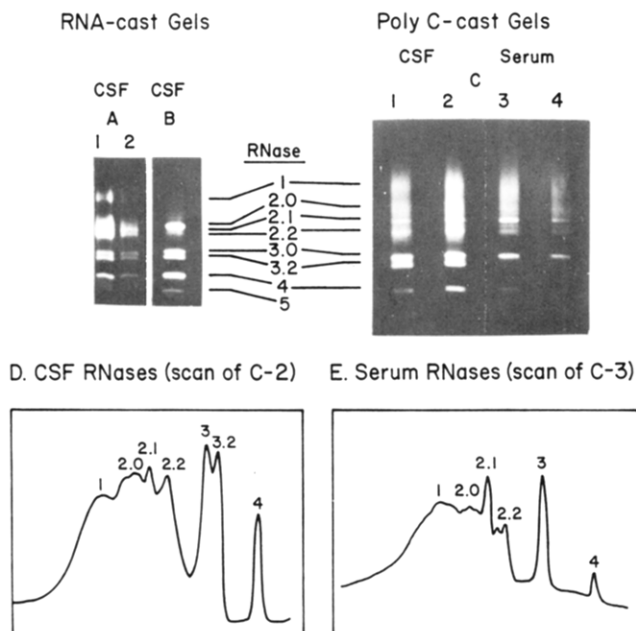 RNA-cast Gels
Poly C-cast Gels
CSF
CSF
CSF
Serum
A
B
C
1 2
1 2 3 4
RNase
1
2.0
2.1
2.2
3.0
3.2
4
5
D. CSF RNases (scan of C-2)
E. Serum RNases (scan of C-3)
1
2.0
2.1
2.2
3
3.2
4
1
2.0
2.1
2.2
3
4